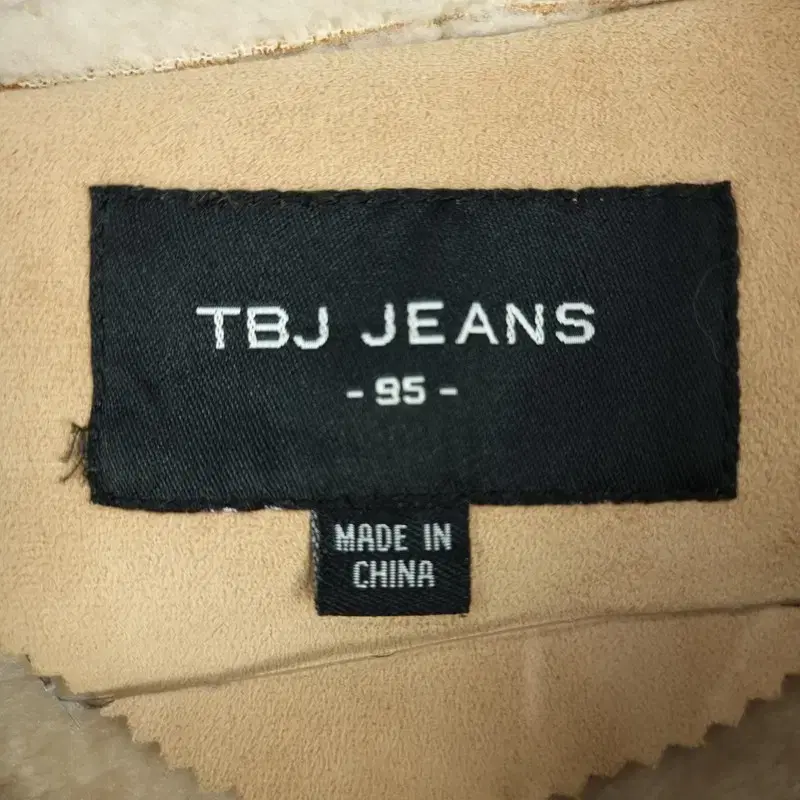 TBJ JEANS
- 95 -
MADE IN
CHINA